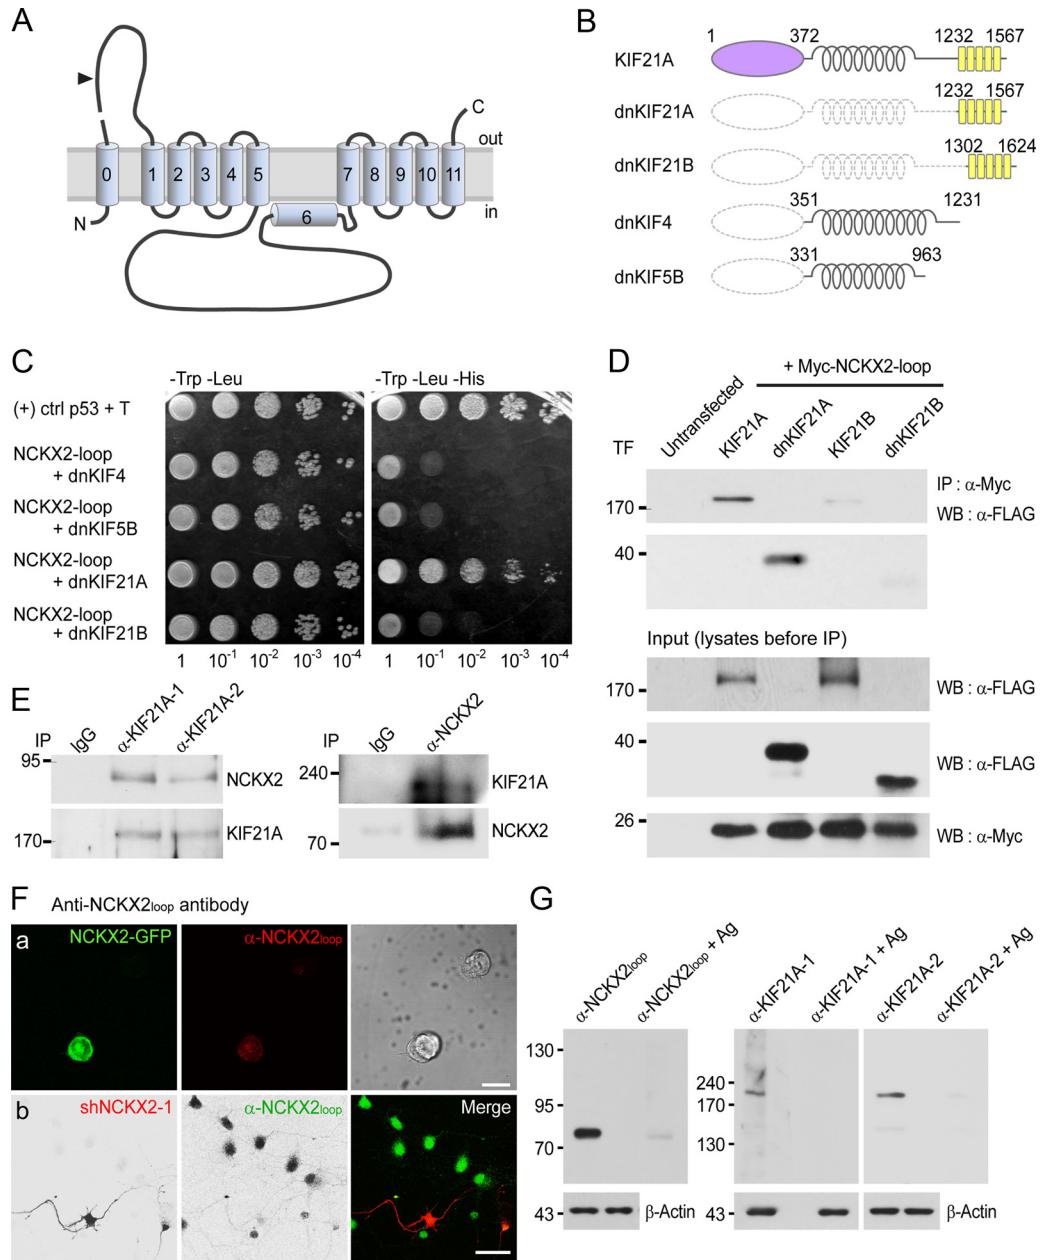 A
0
1
2
3
4
5
6
7
8
9
10
11
C
out
in
N
B
1 372 1232 1567
KIF21A
1232 1567
dnKIF21A
1302 1624
dnKIF21B
351 1231
dnKIF4
331 963
dnKIF5B
C
-Trp -Leu
-Trp -Leu -His
(+) ctrl p53 + T
NCKX2-loop
+ dnKIF4
NCKX2-loop
+ dnKIF5B
NCKX2-loop
+ dnKIF21A
NCKX2-loop
+ dnKIF21B
1 10-1 10-2 10-3 10-4
1 10-1 10-2 10-3 10-4
D
+ Myc-NCKX2-loop
TF
Untransfected
KIF21A
dnKIF21A
KIF21B
dnKIF21B
170
IP : α-Myc
WB : α-FLAG
40
Input (lysates before IP)
170
WB : α-FLAG
40
WB : α-FLAG
26
WB : α-Myc
E
IP
IgG
α-KIF21A-1
α-KIF21A-2
95
NCKX2
170
KIF21A
IP
IgG
α-NCKX2
240
KIF21A
70
NCKX2
F
Anti-NCKX2loop antibody
a
NCKX2-GFP
α-NCKX2loop
b
shNCKX2-1
α-NCKX2loop
Merge
G
α-NCKX2loop
α-NCKX2loop + Ag
130
95
70
43
β-Actin
α-KIF21A-1
α-KIF21A-1 + Ag
α-KIF21A-2
α-KIF21A-2 + Ag
240
170
130
43
β-Actin